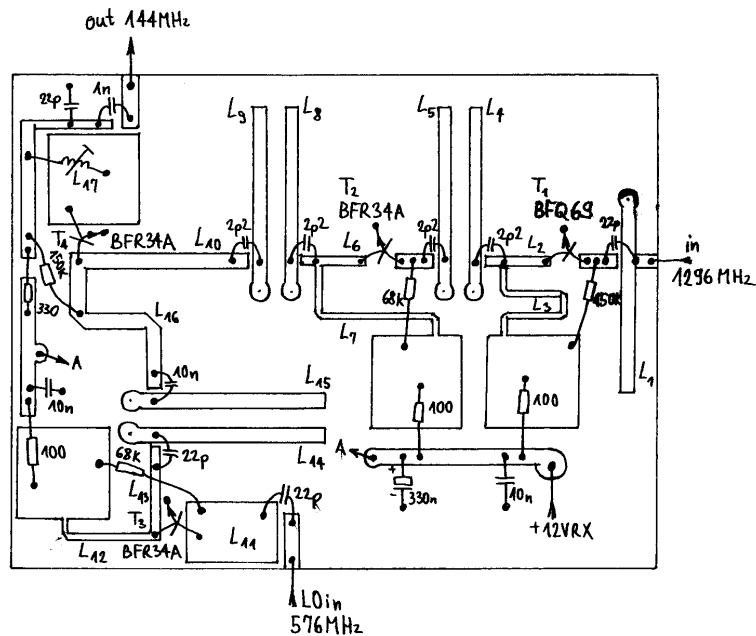 out 144MHz
22p
1n
L17
T4
BFR34A
150K
330
A
10n
100
L16
10n
L10
2p2
L9
L8
2p2
L6
T2
BFR34A
2p2
L5
L4
2p2
L2
T1
BFQ69
22p
in
1296 MHz
68K
150K
L3
L7
L1
100
100
L15
L14
A
+
-
330n
10n
+12VRX
22p
68K
L13
T3
BFR34A
L12
L11
22p
LO in
576MHz